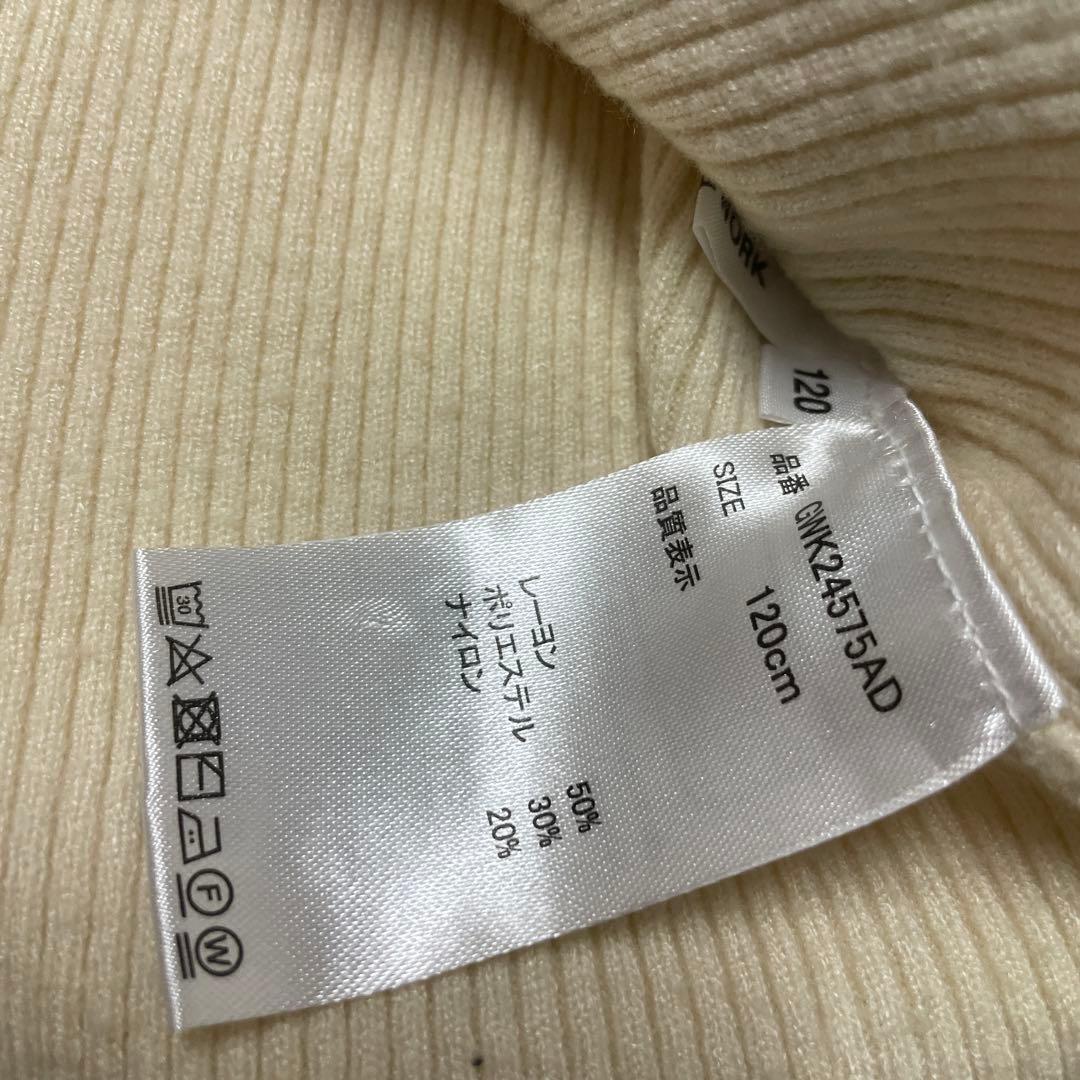 WORK
120
品番 GWK24575AD
SIZE 120cm
品質表示
レーヨン 50%
ポリエステル 30%
ナイロン 20%
30
F
W